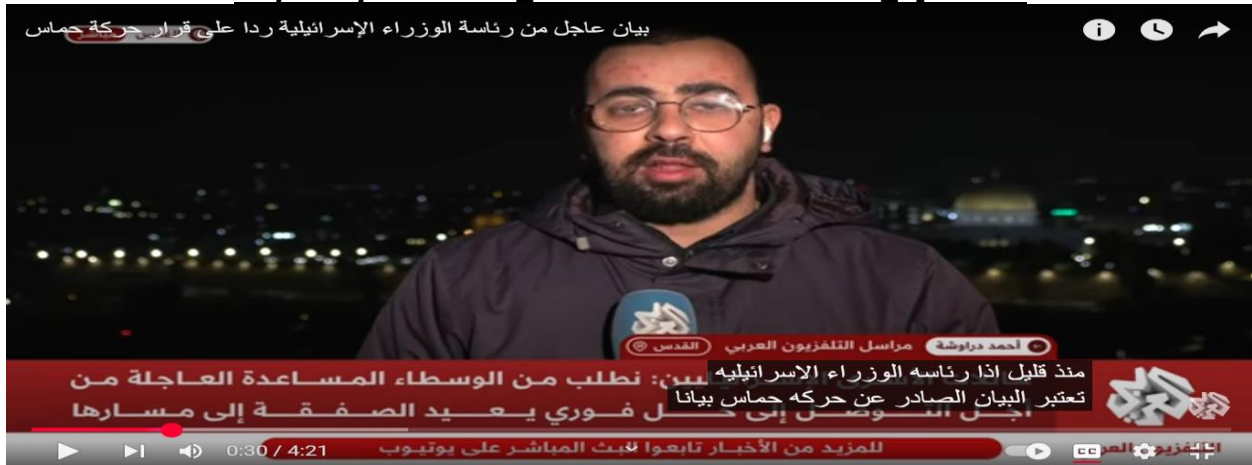 بيان عاجل من رئاسة الوزراء الإسرائيلية ردا على قرار حركة حماس
أحمد دراوشة مراسل التلفزيون العربي القدس
منذ قليل اذا رئاسه الوزراء الاسرائيليه
تعتبر البيان الصادر عن حركه حماس بيانا
نطلب من الوسطاء المساعدة العاجلة من
أجل التوصل إلى حل فوري يعيد الصفقة إلى مسارها
للمزيد من الأخبار تابعوا البث المباشر على يوتيوب
0:30 / 4:21
CC